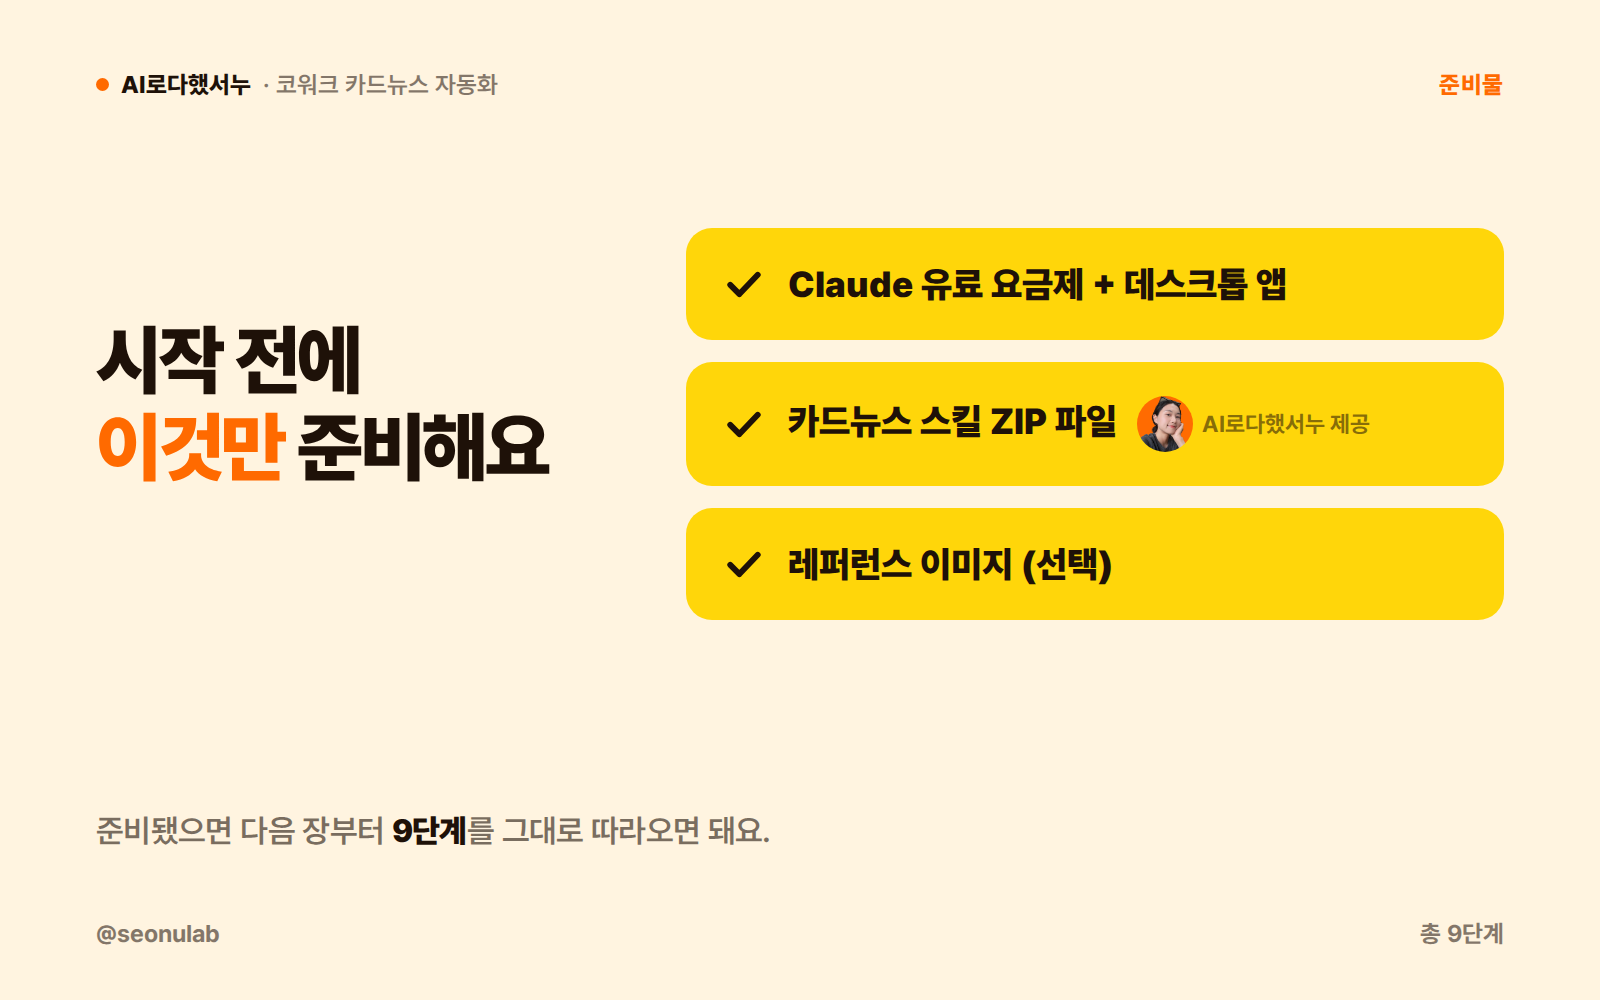 AI로다했서누 · 코워크 카드뉴스 자동화
준비물
시작 전에
이것만 준비해요
Claude 유료 요금제 + 데스크톱 앱
카드뉴스 스킬 ZIP 파일 AI로다했서누 제공
레퍼런스 이미지 (선택)
준비됐으면 다음 장부터 9단계를 그대로 따라오면 돼요.
@seonulab
총 9단계